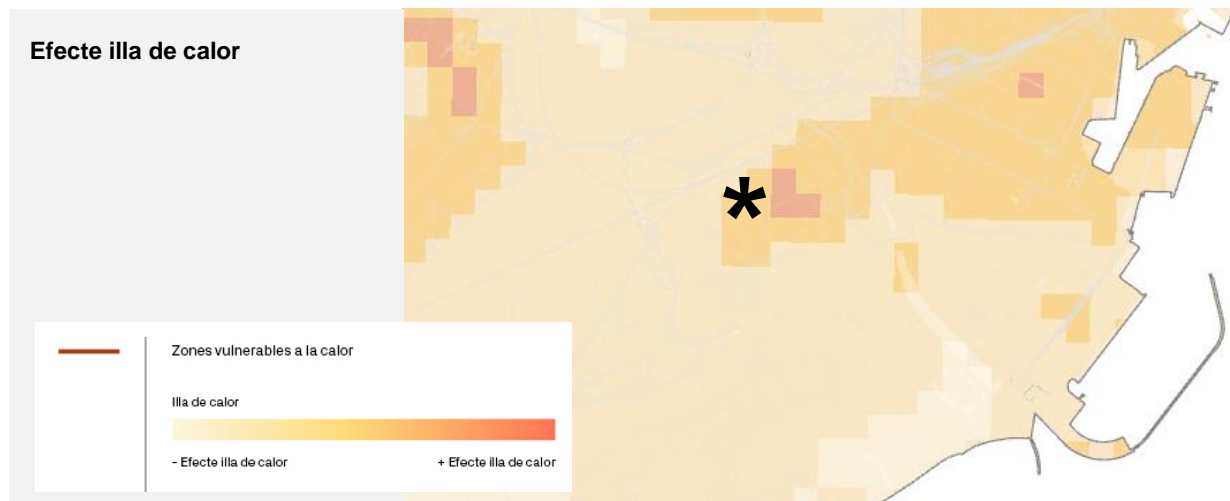 Efecte illa de calor
*
Zones vulnerables a la calor
Illa de calor
- Efecte illa de calor
+ Efecte illa de calor